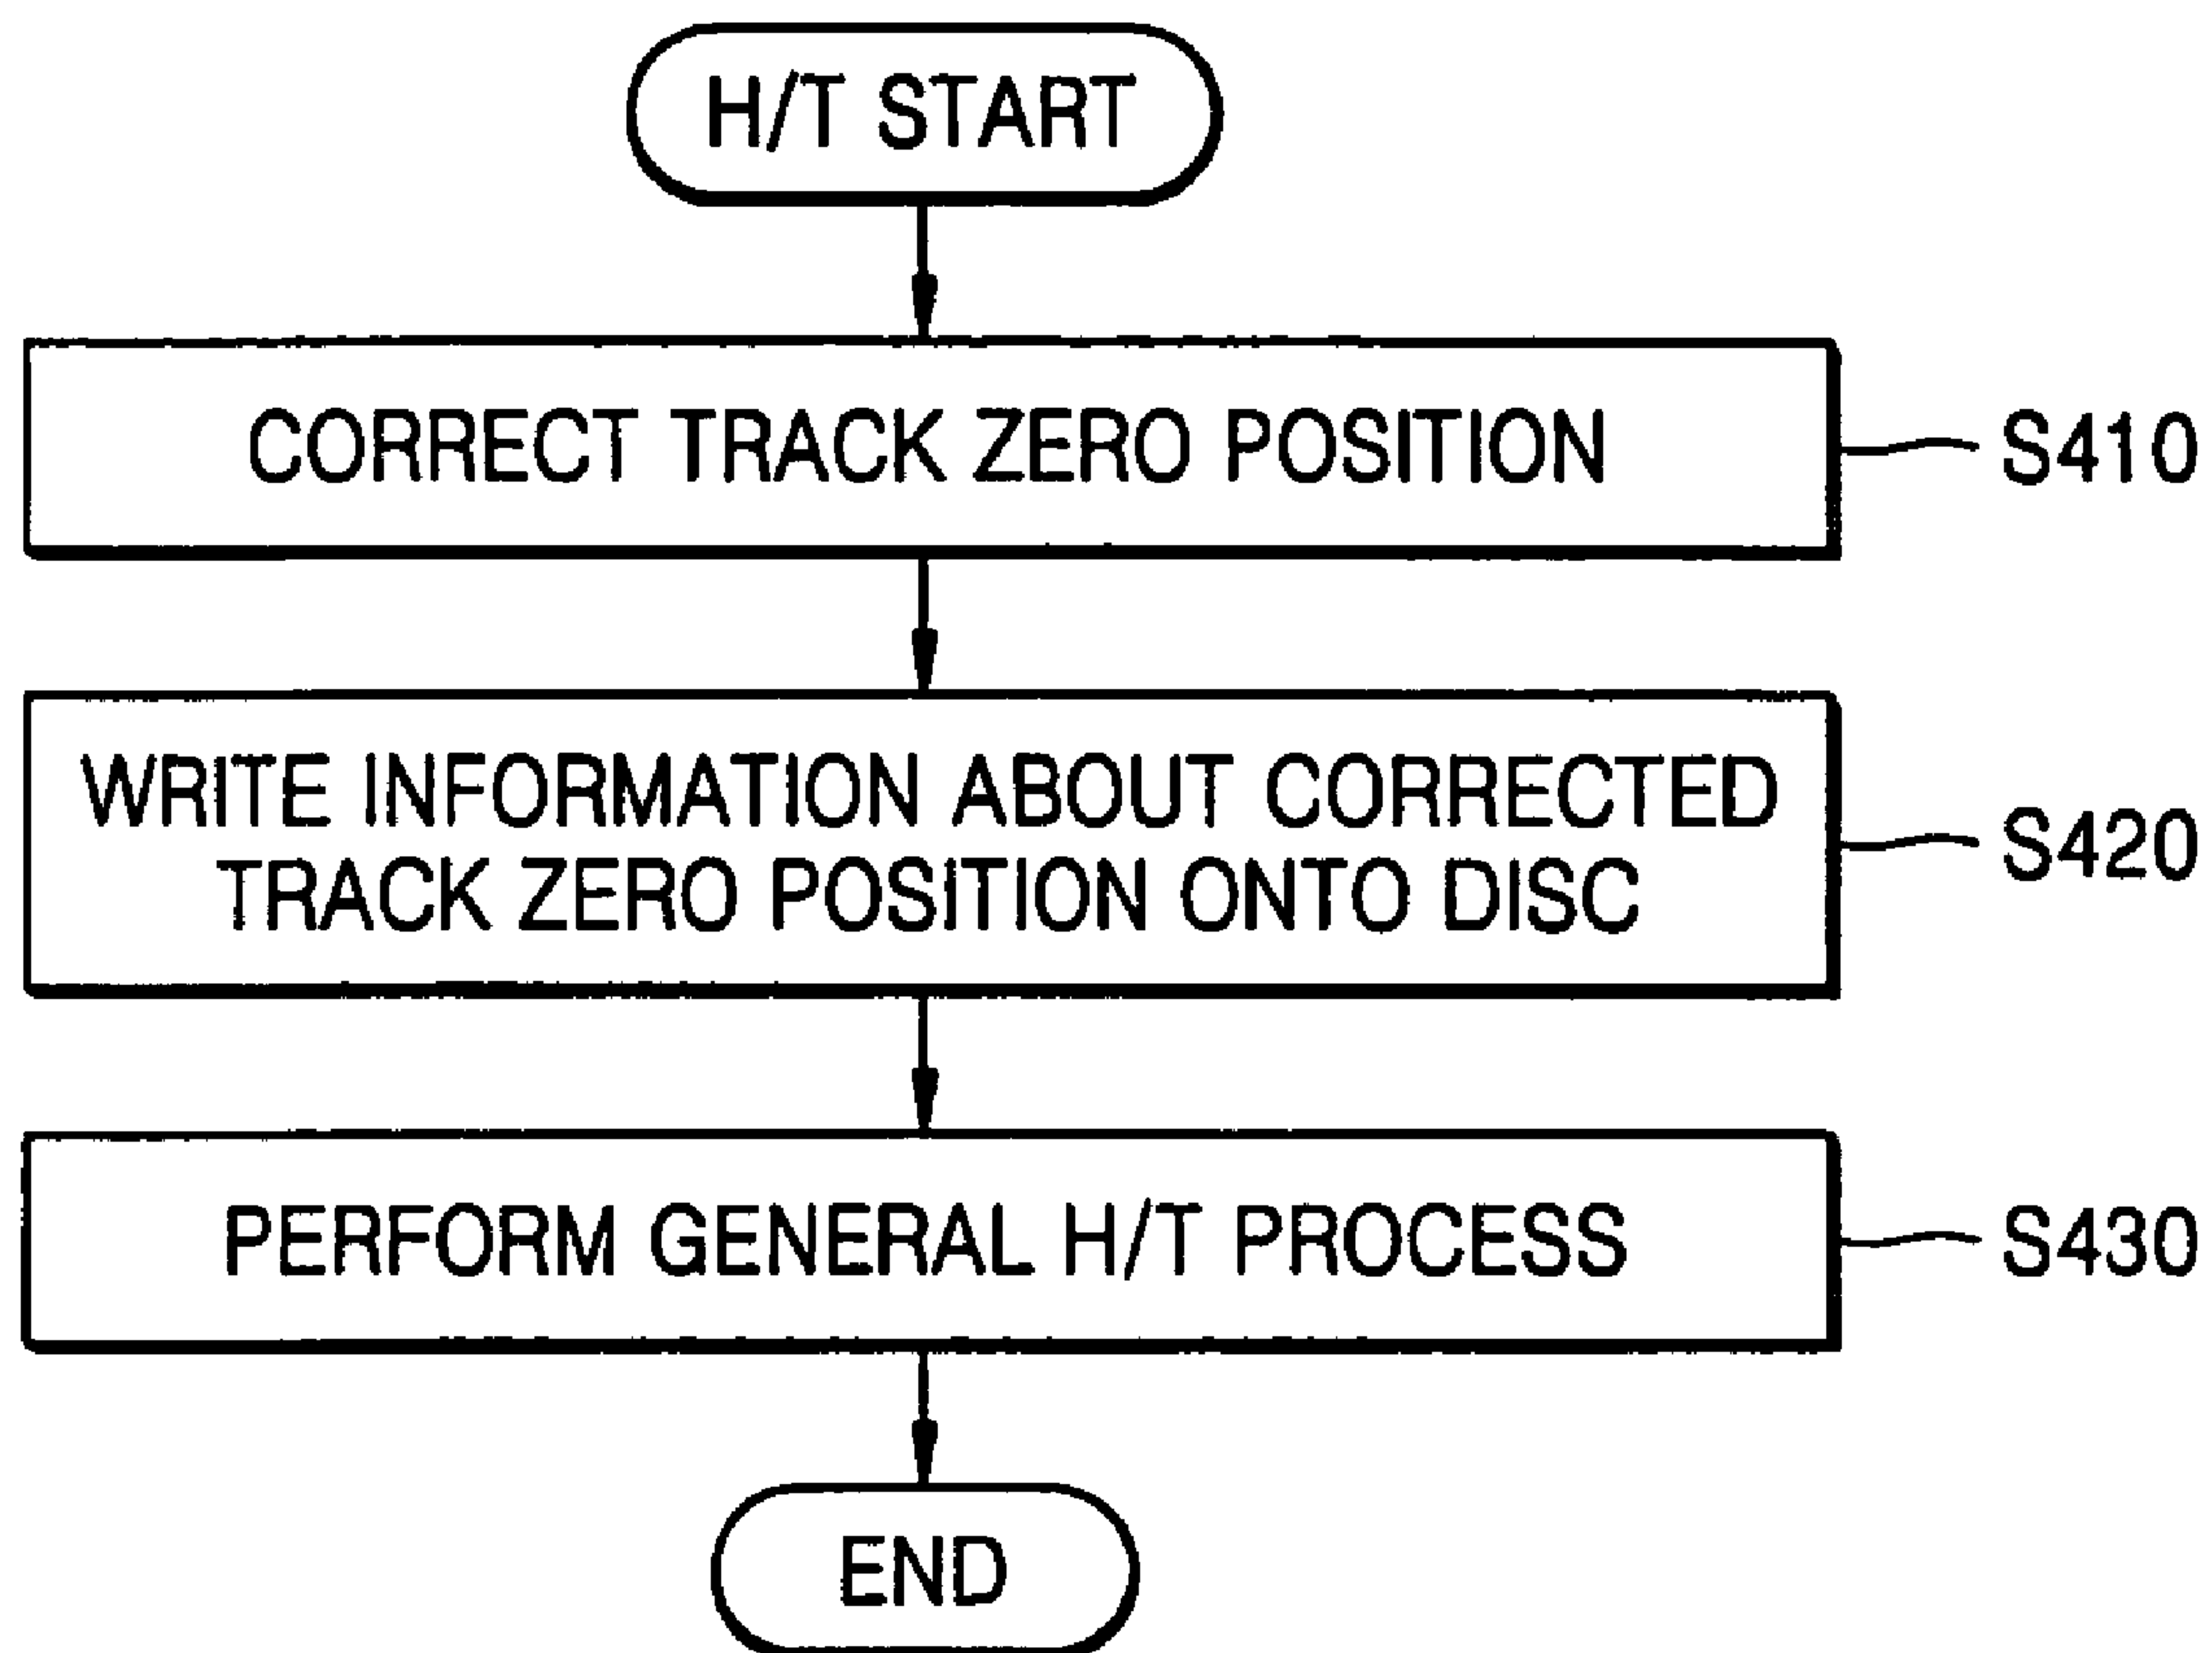 H/T START
CORRECT TRACK ZERO POSITION
S410
WRITE INFORMATION ABOUT CORRECTED
TRACK ZERO POSITION ONTO DISC
S420
PERFORM GENERAL H/T PROCESS
S430
END